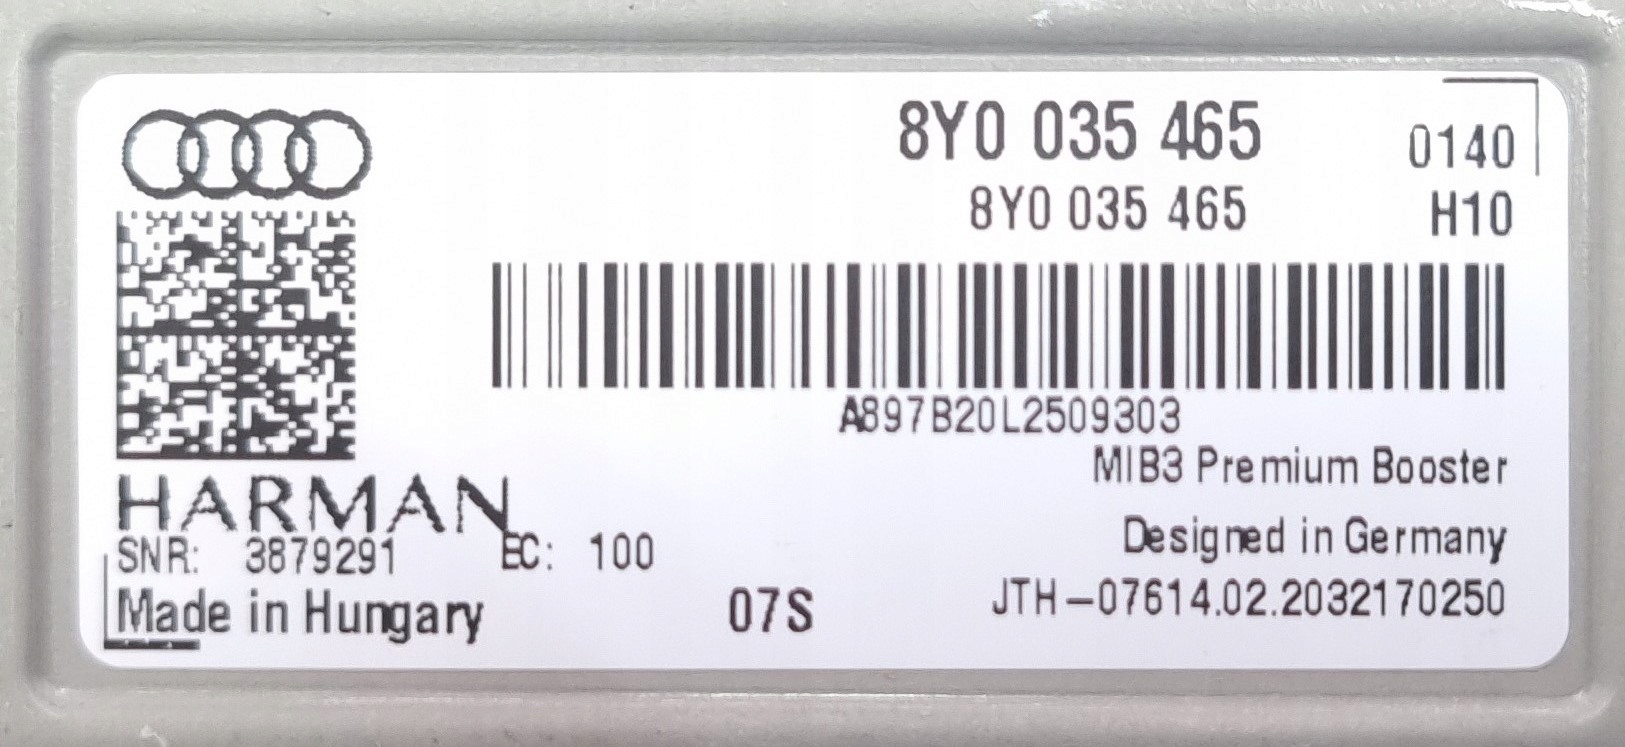 8Y0 035 465 0140
8Y0 035 465 H10
A897B20L2509303
MIB3 Premium Booster
HARMAN
Designed in Germany
SNR: 3879291 EC: 100
JTH-07614.02.2032170250
Made in Hungary 07S